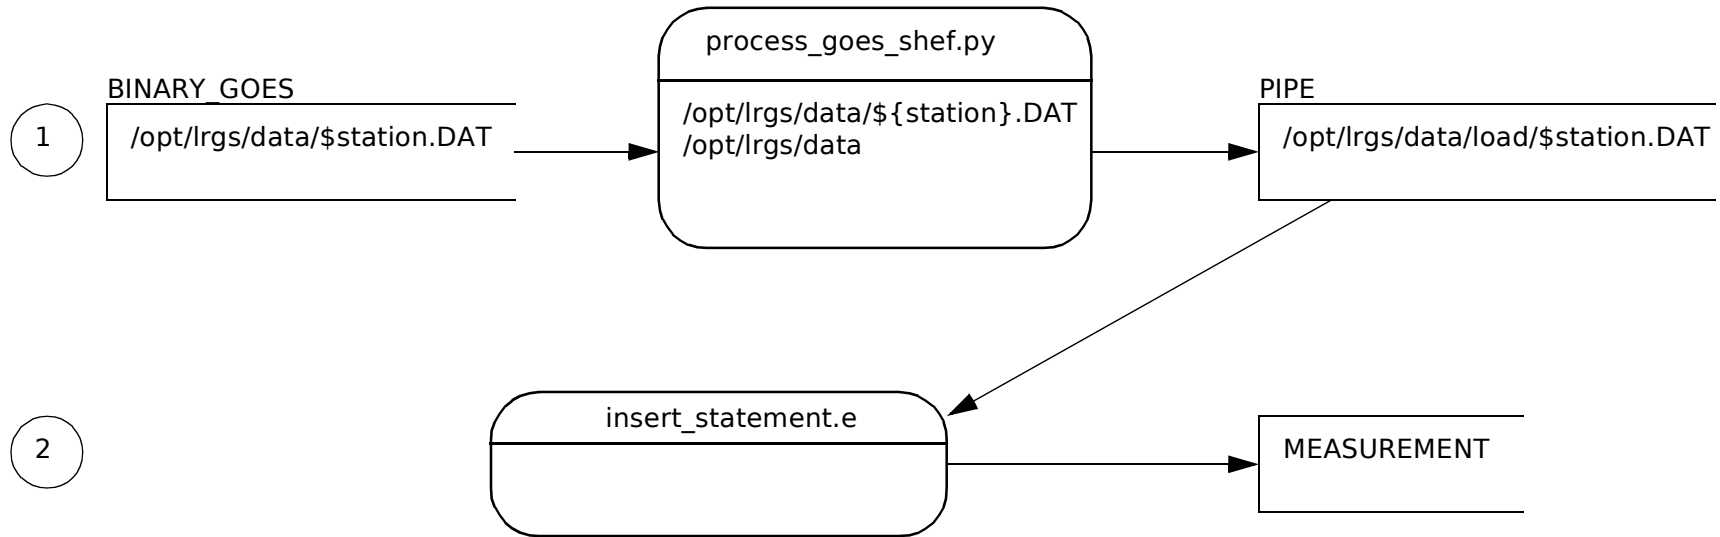 process_goes_shef.py
BINARY_GOES
PIPE
1
/opt/lrgs/data/$station.DAT
/opt/lrgs/data/${station}.DAT
/opt/lrgs/data
/opt/lrgs/data/load/$station.DAT
insert_statement.e
2
MEASUREMENT